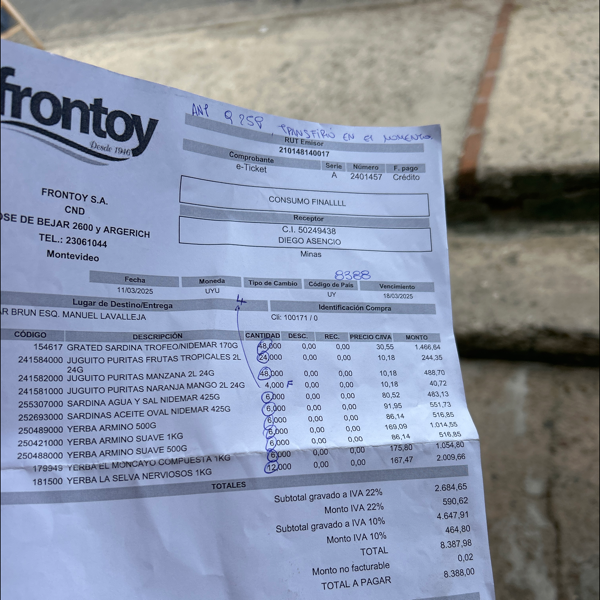 frontoy
Desde 1946
ANP 9258 TRANSFIRIÓ EN EL MOMENTO
RUT Emisor
210148140017
Comprobante Serie Número F. pago
e-Ticket A 2401457 Crédito
FRONTOY S.A.
CND
OSE DE BEJAR 2600 y ARGERICH
TEL.: 23061044
Montevideo
CONSUMO FINALLLL
Receptor
C.I. 50249438
DIEGO ASENCIO
Minas
8388
Fecha Moneda Tipo de Cambio Código de País Vencimiento
11/03/2025 UYU UY 18/03/2025
Lugar de Destino/Entrega 4 Identificación Compra
AR BRUN ESQ. MANUEL LAVALLEJA Cli: 100171 / 0
CÓDIGO DESCRIPCIÓN CANTIDAD DESC. REC. PRECIO C/IVA MONTO
154617 GRATED SARDINA TROFEO/NIDEMAR 170G 48,000 0,00 0,00 30,55 1.466,64
241584000 JUGUITO PURITAS FRUTAS TROPICALES 2L 24G 24,000 0,00 0,00 10,18 244,35
241582000 JUGUITO PURITAS MANZANA 2L 24G 48,000 0,00 0,00 10,18 488,70
241581000 JUGUITO PURITAS NARANJA MANGO 2L 24G 4,000 F 0,00 0,00 10,18 40,72
255307000 SARDINA AGUA Y SAL NIDEMAR 425G 6,000 0,00 0,00 80,52 483,13
252693000 SARDINAS ACEITE OVAL NIDEMAR 425G 6,000 0,00 0,00 91,95 551,73
250489000 YERBA ARMINO 500G 6,000 0,00 0,00 86,14 516,85
250421000 YERBA ARMINO SUAVE 1KG 6,000 0,00 0,00 169,09 1.014,55
250488000 YERBA ARMINO SUAVE 500G 6,000 0,00 0,00 86,14 516,85
179949 YERBA EL MONCAYO COMPUESTA 1KG 6,000 0,00 0,00 175,80 1.054,80
181500 YERBA LA SELVA NERVIOSOS 1KG 12,000 0,00 0,00 167,47 2.009,66
TOTALES
Subtotal gravado a IVA 22% 2.684,65
Monto IVA 22% 590,62
Subtotal gravado a IVA 10% 4.647,91
Monto IVA 10% 464,80
TOTAL 8.387,98
Monto no facturable 0,02
TOTAL A PAGAR 8.388,00